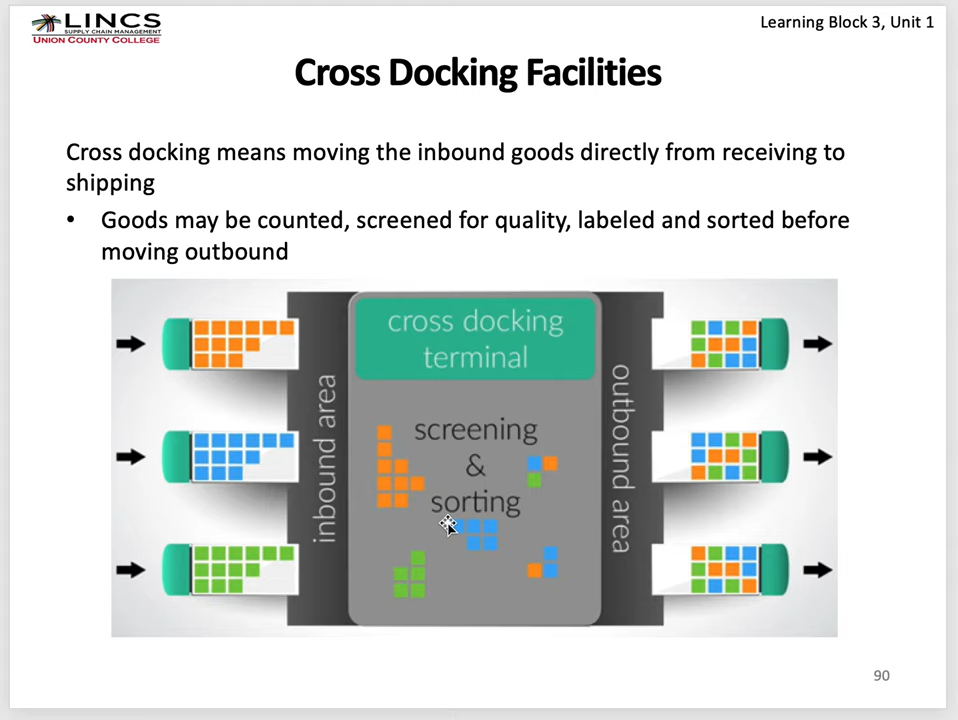 LINCS
SUPPLY CHAIN MANAGEMENT
UNION COUNTY COLLEGE
Learning Block 3, Unit 1
Cross Docking Facilities
Cross docking means moving the inbound goods directly from receiving to
shipping
• Goods may be counted, screened for quality, labeled and sorted before
moving outbound
cross docking
terminal
inbound area
screening
&
sorting
outbound area
90